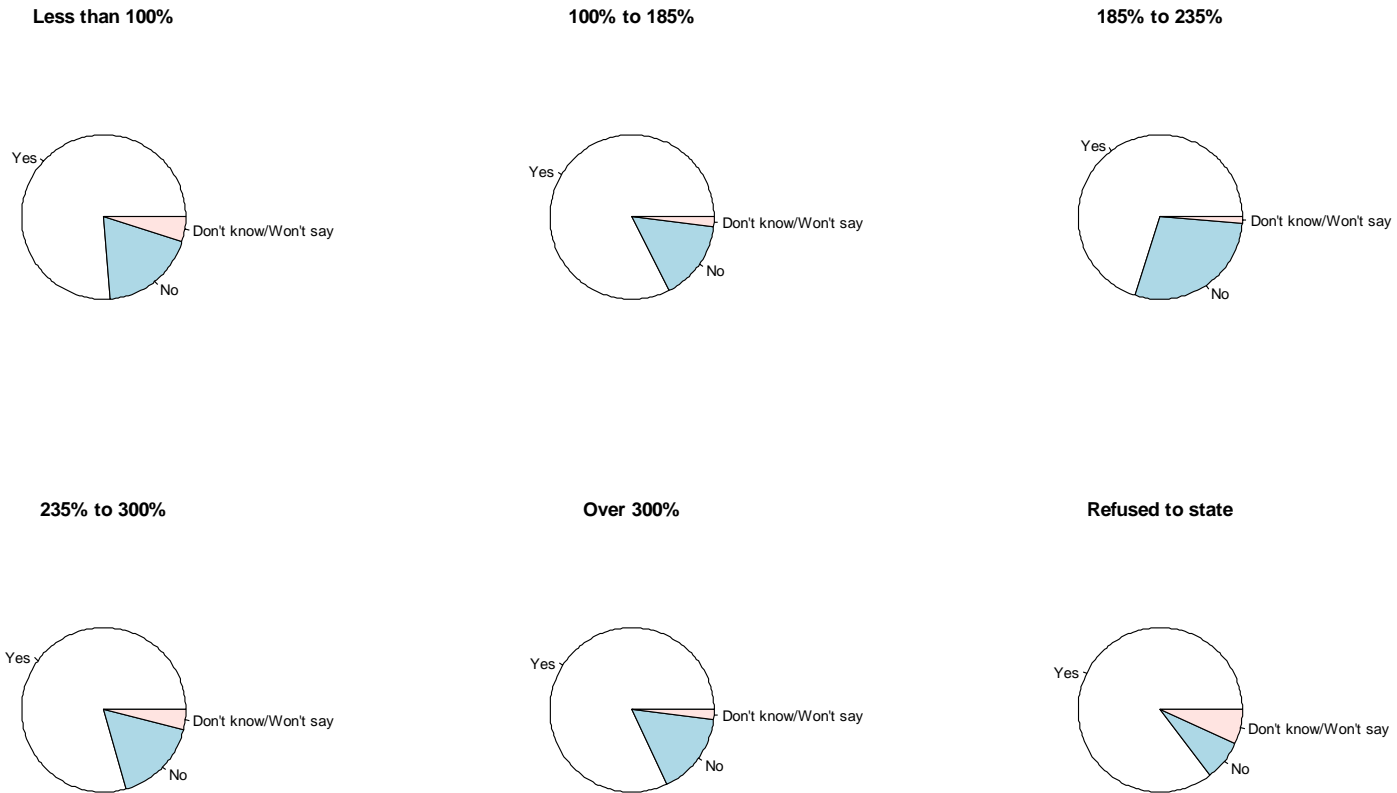 Less than 100%
Yes
Don't know/Won't say
No
100% to 185%
Yes
Don't know/Won't say
No
185% to 235%
Yes
Don't know/Won't say
No
235% to 300%
Yes
Don't know/Won't say
No
Over 300%
Yes
Don't know/Won't say
No
Refused to state
Yes
Don't know/Won't say
No